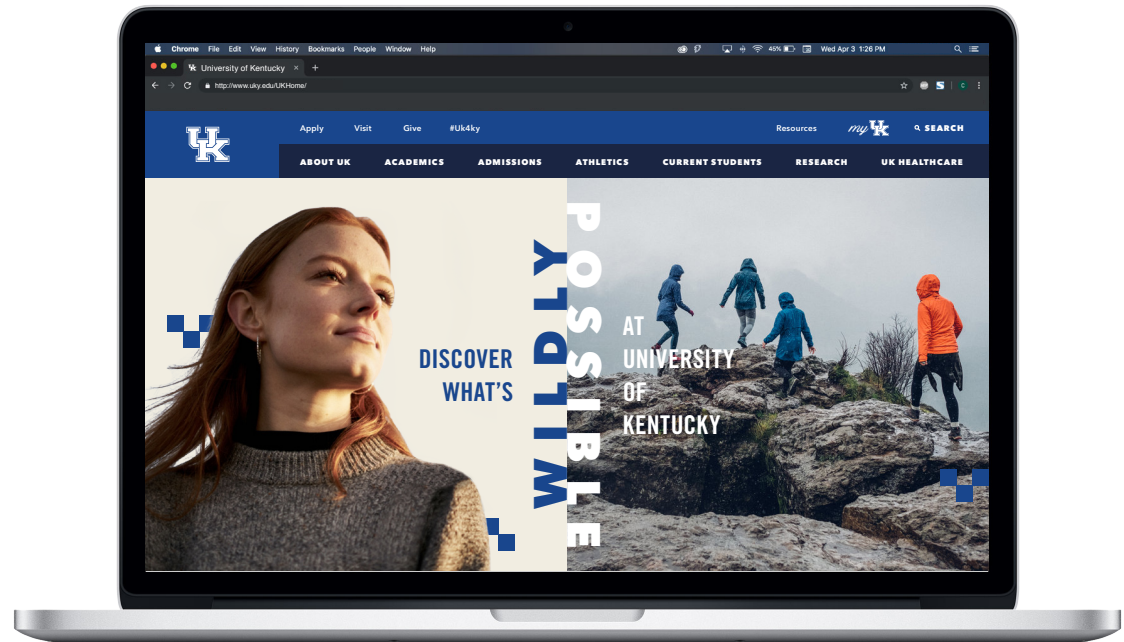 Chrome File Edit View History Bookmarks People Window Help 45% Wed Apr 3 1:26 PM
University of Kentucky × +
http://www.uky.edu/UKHome/
UK Apply Visit Give #Uk4ky Resources my UK SEARCH
ABOUT UK ACADEMICS ADMISSIONS ATHLETICS CURRENT STUDENTS RESEARCH UK HEALTHCARE
DISCOVER
WHAT'S
WILDLY
POSSIBLE
AT
UNIVERSITY
OF
KENTUCKY